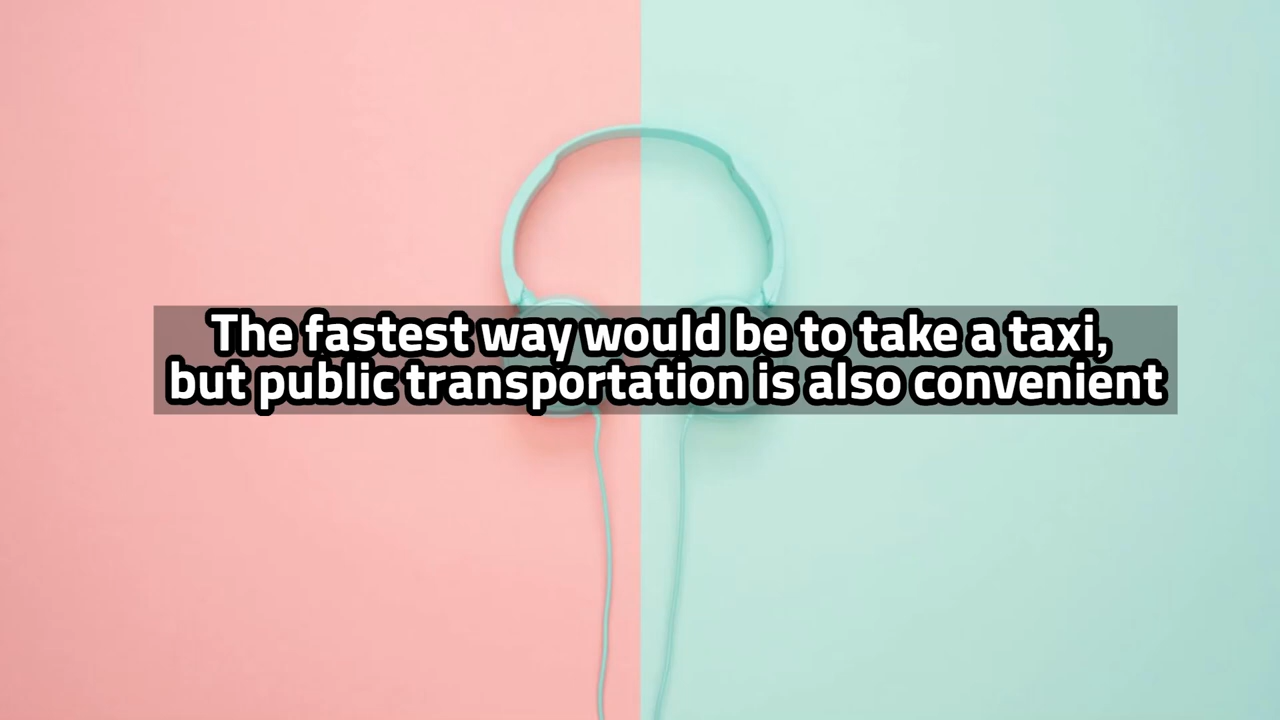 The fastest way would be to take a taxi,
but public transportation is also convenient